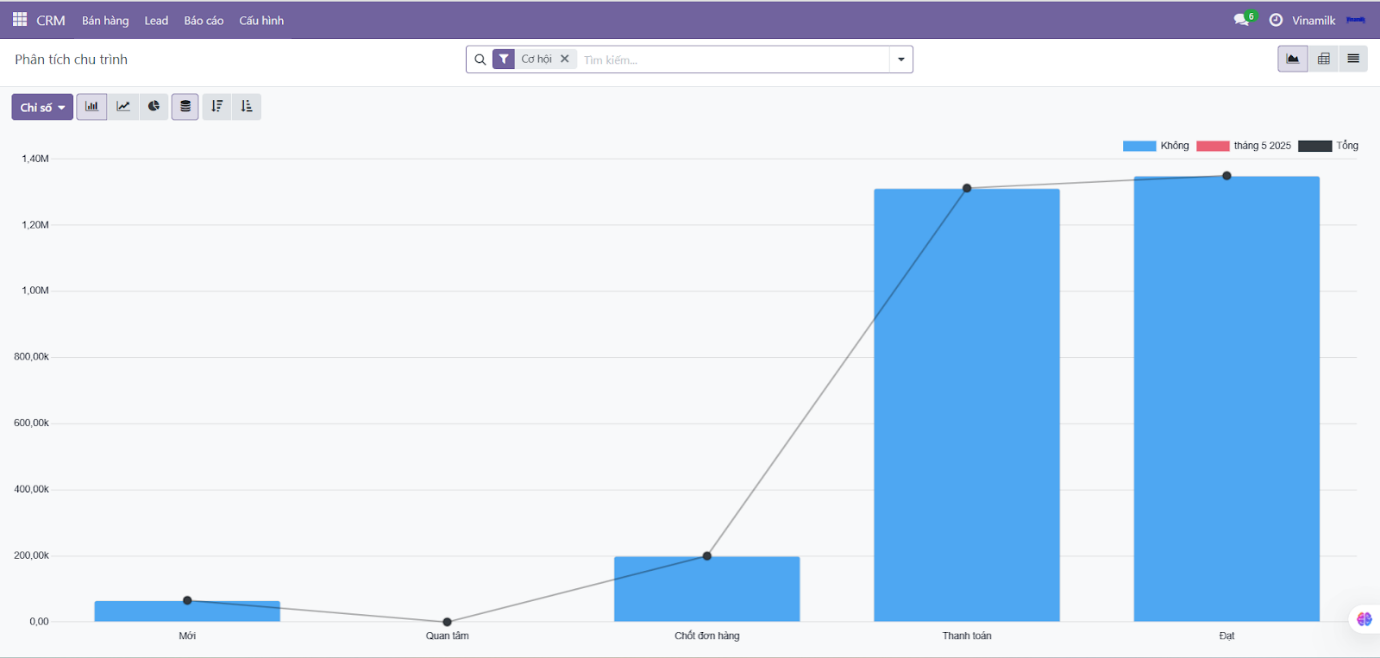 CRM Bán hàng Lead Báo cáo Cấu hình 6 Vinamilk
Phân tích chu trình Cơ hội Tìm kiếm...
Chỉ số
Không tháng 5 2025 Tổng
1,40M
1,20M
1,00M
800,00k
600,00k
400,00k
200,00k
0,00
Mới Quan tâm Chốt đơn hàng Thanh toán Đạt